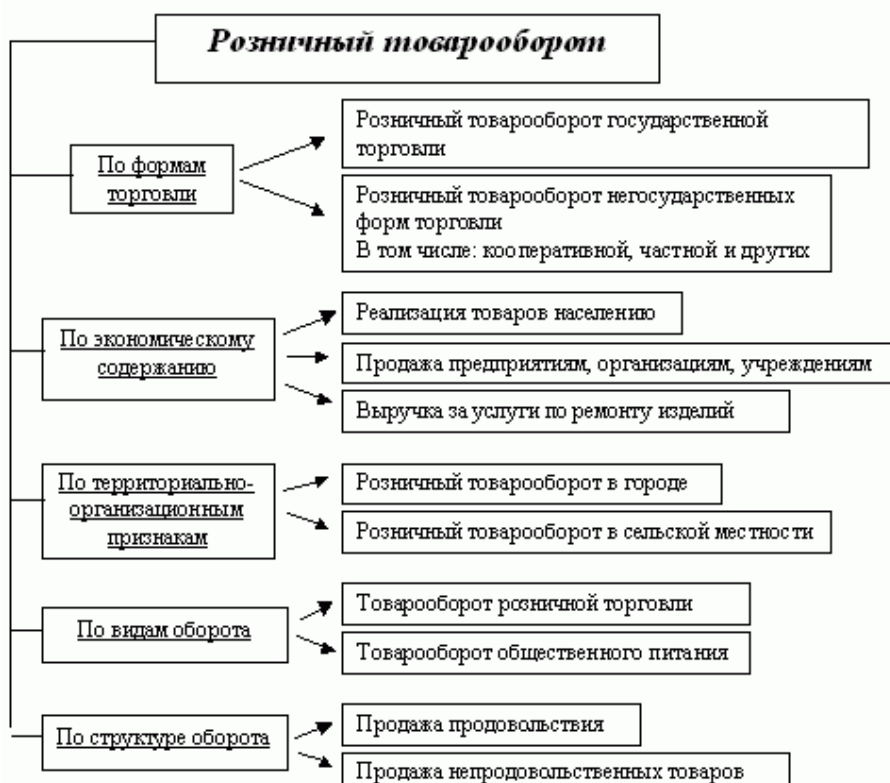 Розничный товарооборот
По формам
торговли
Розничный товарооборот государственной
торговли
Розничный товарооборот негосударственных
форм торговли
В том числе: кооперативной, частной и других
По экономическому
содержанию
Реализация товаров населению
Продажа предприятиям, организациям, учреждениям
Выручка за услуги по ремонту изделий
По территориально-
организационным
признакам
Розничный товарооборот в городе
Розничный товарооборот в сельской местности
По видам оборота
Товарооборот розничной торговли
Товарооборот общественного питания
По структуре оборота
Продажа продовольствия
Продажа непродовольственных товаров